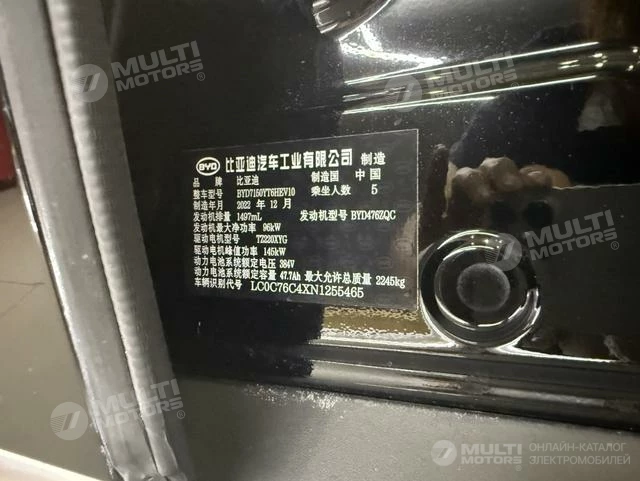 MULTI MOTORS®
MULTI MOTORS®
BYD 比亚迪汽车工业有限公司 制造
品 牌 比亚迪 制造国 中国
整车型号 BYD7150YT6HEV10 乘坐人数 5
制造年月 2022 年 12 月
发动机排量 1497mL 发动机型号 BYD476ZQC
发动机最大净功率 96kW
驱动电机型号 TZ220XYG
驱动电机峰值功率 145kW
动力电池系统额定电压 384V
动力电池系统额定容量 47.7Ah 最大允许总质量 2245kg
车辆识别代号 LC0C76C4XN1255465
MULTI MOTORS®
MULTI MOTORS® ОНЛАЙН-КАТАЛОГ
ЭЛЕКТРОМОБИЛЕЙ